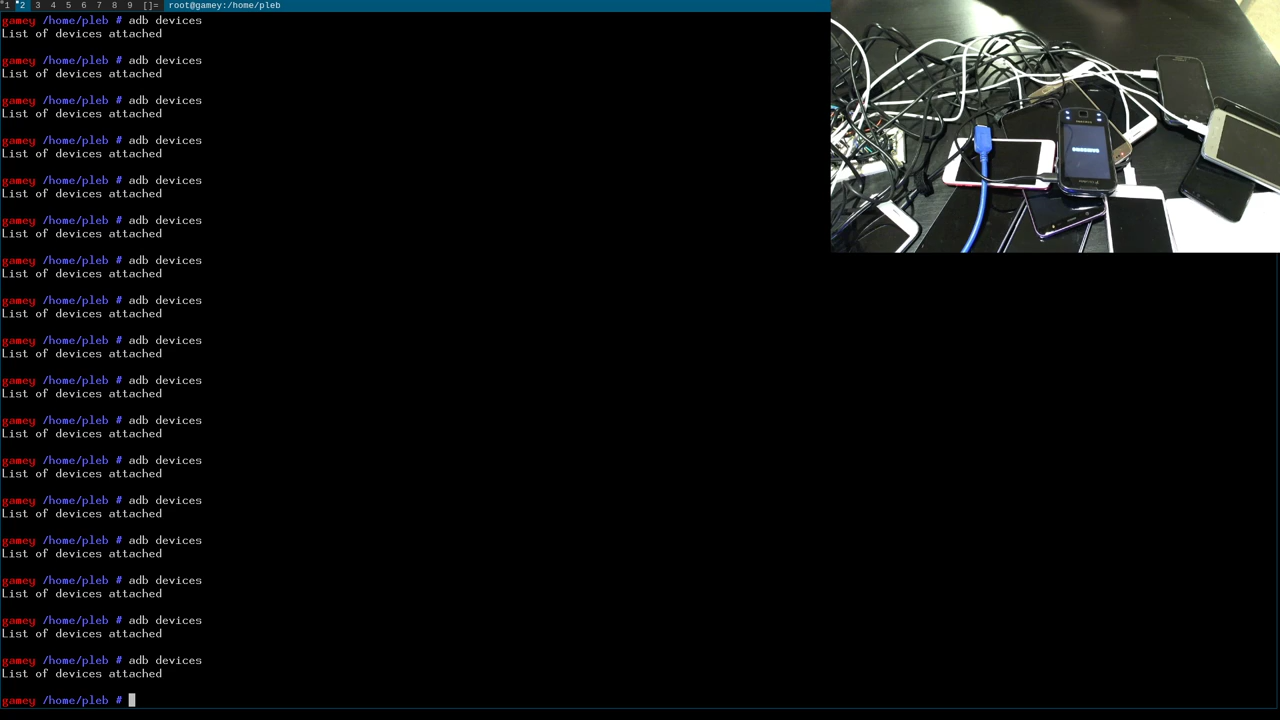 1 2 3 4 5 6 7 8 9 []= root@gamey:/home/pleb
gamey /home/pleb # adb devices
List of devices attached
gamey /home/pleb # adb devices
List of devices attached
gamey /home/pleb # adb devices
List of devices attached
gamey /home/pleb # adb devices
List of devices attached
gamey /home/pleb # adb devices
List of devices attached
gamey /home/pleb # adb devices
List of devices attached
gamey /home/pleb # adb devices
List of devices attached
gamey /home/pleb # adb devices
List of devices attached
gamey /home/pleb # adb devices
List of devices attached
gamey /home/pleb # adb devices
List of devices attached
gamey /home/pleb # adb devices
List of devices attached
gamey /home/pleb # adb devices
List of devices attached
gamey /home/pleb # adb devices
List of devices attached
gamey /home/pleb # adb devices
List of devices attached
gamey /home/pleb # adb devices
List of devices attached
gamey /home/pleb # adb devices
List of devices attached
gamey /home/pleb # adb devices
List of devices attached
gamey /home/pleb #